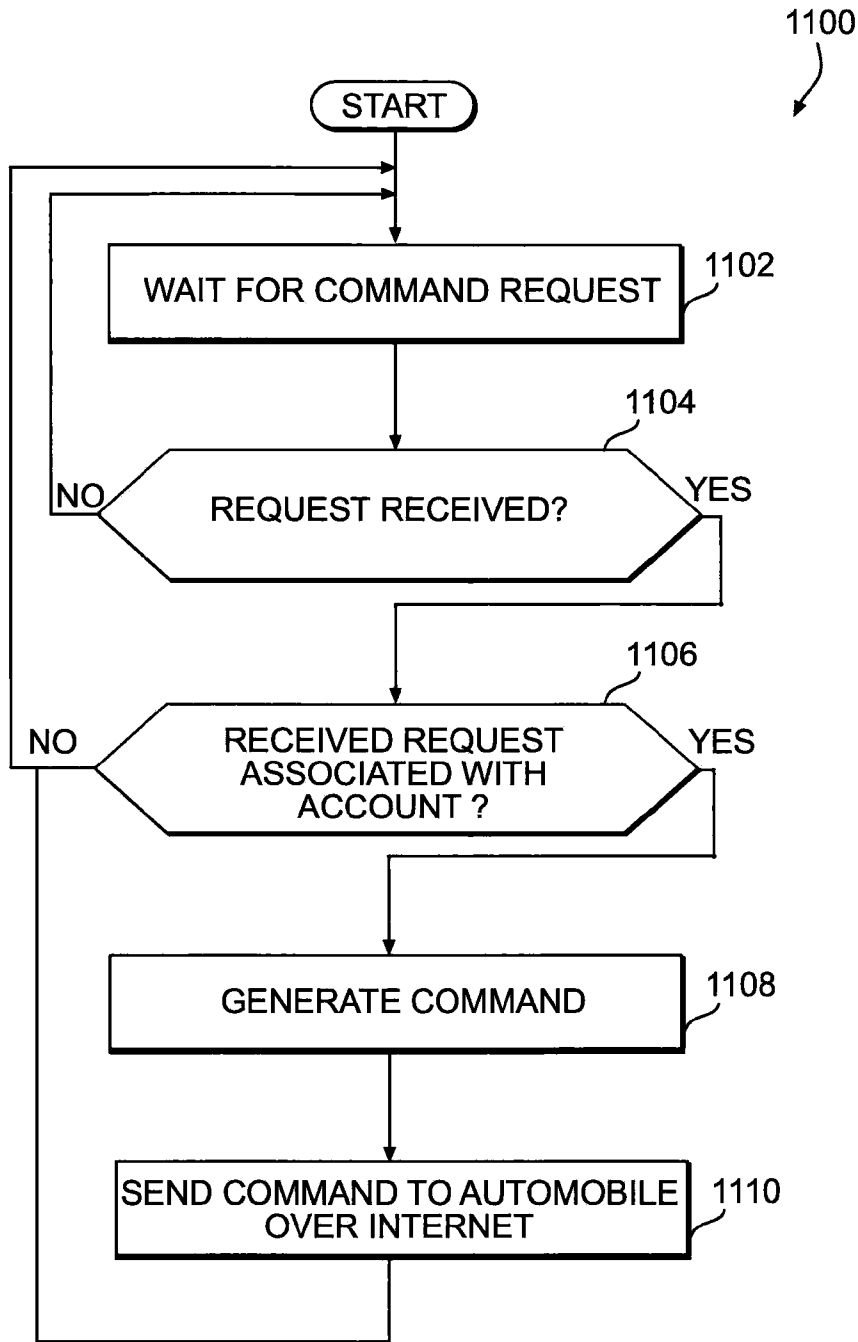 1100
START
WAIT FOR COMMAND REQUEST
1102
1104
NO
REQUEST RECEIVED?
YES
1106
NO
RECEIVED REQUEST
ASSOCIATED WITH
ACCOUNT ?
YES
GENERATE COMMAND
1108
SEND COMMAND TO AUTOMOBILE
OVER INTERNET
1110